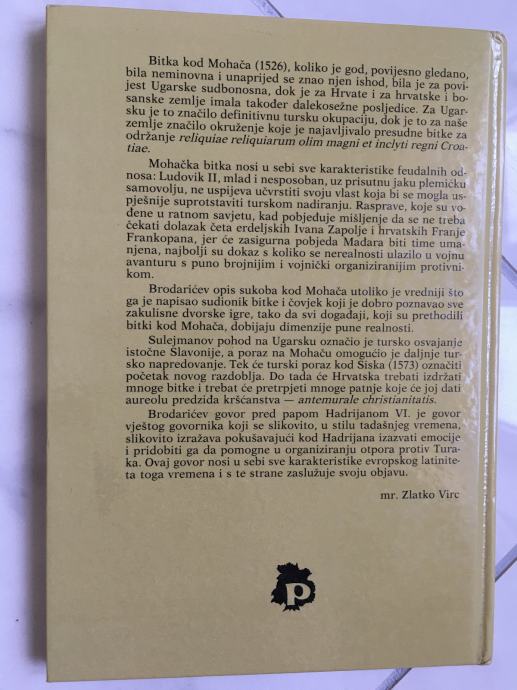 Bitka kod Mohača (1526), koliko je god, povijesno gledano,
bila neminovna i unaprijed se znao njen ishod, bila je za povi-
jest Ugarske sudbonosna, dok je za Hrvate i za hrvatske i bo-
sanske zemlje imala također dalekosežne posljedice. Za Ugar-
sku je to značilo definitivnu tursku okupaciju, dok je to za naše
zemlje značilo okruženje koje je najavljivalo presudne bitke za
održanje reliquiae reliquiarum olim magni et inclyti regni Croa-
tiae.
Mohačka bitka nosi u sebi sve karakteristike feudalnih od-
nosa: Ludovik II, mlad i nesposoban, uz prisutnu jaku plemićku
samovolju, ne uspijeva učvrstiti svoju vlast koja bi se mogla us-
pješnije suprotstaviti turskom nadiranju. Rasprave, koje su vo-
đene u ratnom savjetu, kad pobjeđuje mišljenje da se ne treba
čekati dolazak četa erdeljskih Ivana Zapolje i hrvatskih Franje
Frankopana, jer će zasigurna pobjeda Mađara biti time uma-
njena, najbolji su dokaz s koliko se nerealnosti ulazilo u vojnu
avanturu s puno brojnijim i vojnički organiziranijim protivni-
kom.
Brodarićev opis sukoba kod Mohača utoliko je vredniji što
ga je napisao sudionik bitke i čovjek koji je dobro poznavao sve
zakulisne dvorske igre, tako da svi događaji, koji su prethodili
bitki kod Mohača, dobijaju dimenzije pune realnosti.
Sulejmanov pohod na Ugarsku označio je tursko osvajanje
istočne Slavonije, a poraz na Mohaču omogućio je daljnje tur-
sko napredovanje. Tek će turski poraz kod Siska (1573) označiti
početak novog razdoblja. Do tada će Hrvatska trebati izdržati
mnoge bitke i trebat će pretrpjeti mnoge patnje koje će joj dati
aureolu predziđa kršćanstva — antemurale christianitatis.
Brodarićev govor pred papom Hadrijanom VI. je govor
vještog govornika koji se slikovito, u stilu tadašnjeg vremena,
slikovito izražava pokušavajući kod Hadrijana izazvati emocije
i pridobiti ga da pomogne u organiziranju otpora protiv Tura-
ka. Ovaj govor nosi u sebi sve karakteristike evropskog latinite-
ta toga vremena i s te strane zaslužuje svoju objavu.
mr. Zlatko Virc
p